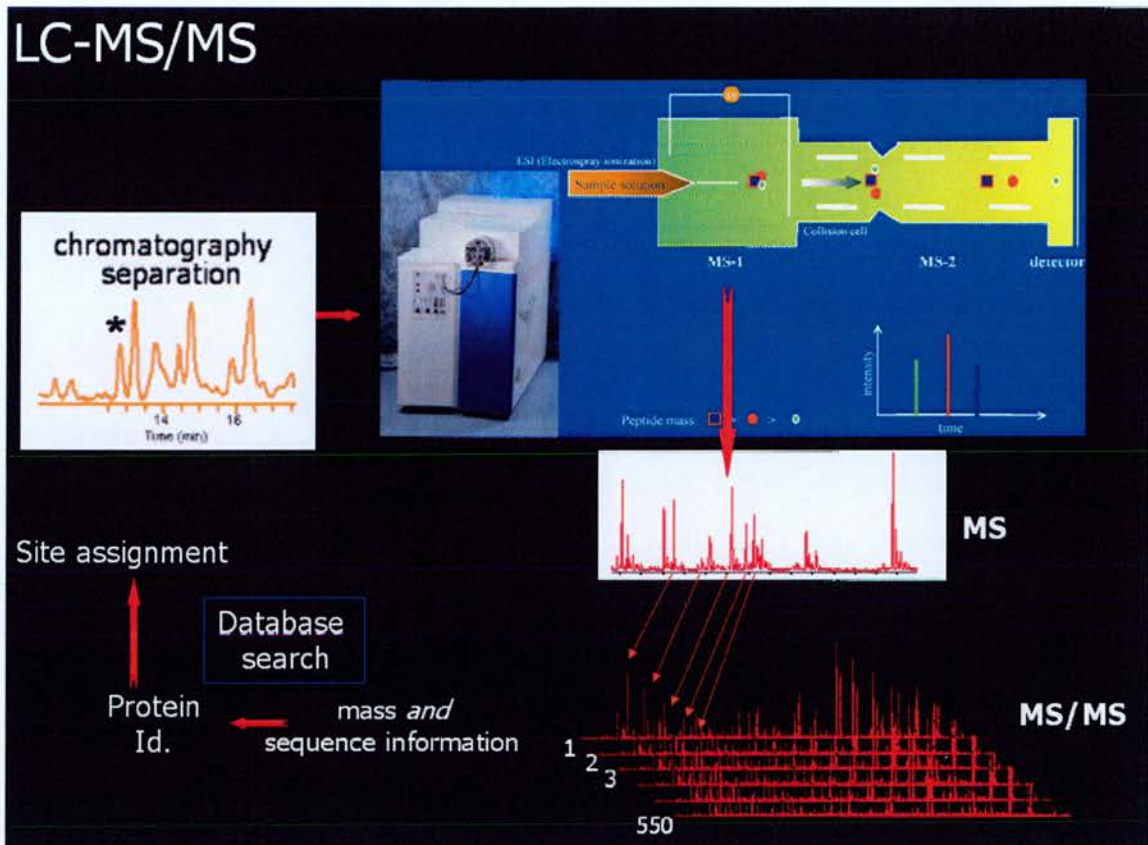 LC-MS/MS
ESI (Electrospray ionization)
Sample solution
Collision cell
MS-1
MS-2
detector
chromatography
separation
*
14
16
Time (min)
intensity
time
Peptide mass:
>
MS
Site assignment
Database
search
Protein
Id.
mass and
sequence information
MS/MS
1
2
3
550